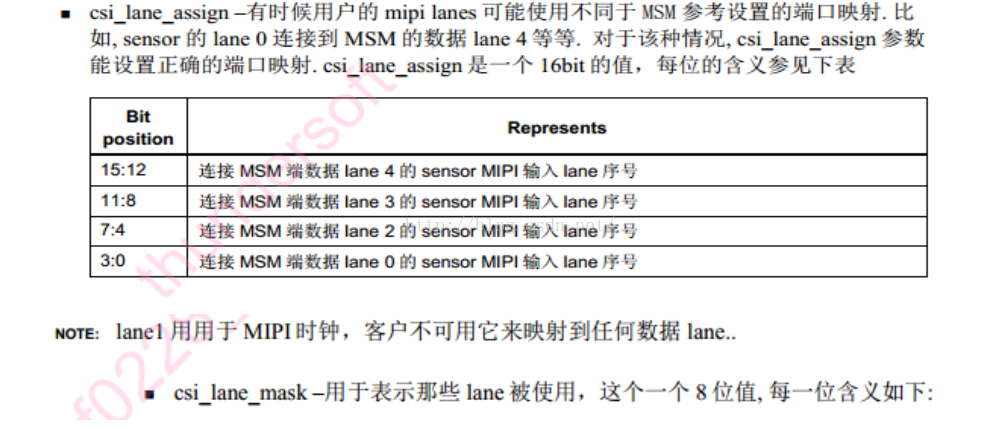 ▪ csi_lane_assign –有时候用户的 mipi lanes 可能使用不同于 MSM 参考设置的端口映射. 比
如, sensor 的 lane 0 连接到 MSM 的数据 lane 4 等等. 对于该种情况, csi_lane_assign 参数
能设置正确的端口映射. csi_lane_assign 是一个 16bit 的值，每位的含义参见下表
Bit position Represents
15:12 连接 MSM 端数据 lane 4 的 sensor MIPI 输入 lane 序号
11:8 连接 MSM 端数据 lane 3 的 sensor MIPI 输入 lane 序号
7:4 连接 MSM 端数据 lane 2 的 sensor MIPI 输入 lane 序号
3:0 连接 MSM 端数据 lane 0 的 sensor MIPI 输入 lane 序号
NOTE: lane1 用用于 MIPI 时钟，客户不可用它来映射到任何数据 lane..
▪ csi_lane_mask –用于表示那些 lane 被使用，这个一个 8 位值, 每一位含义如下:
thundersoft
f022b_